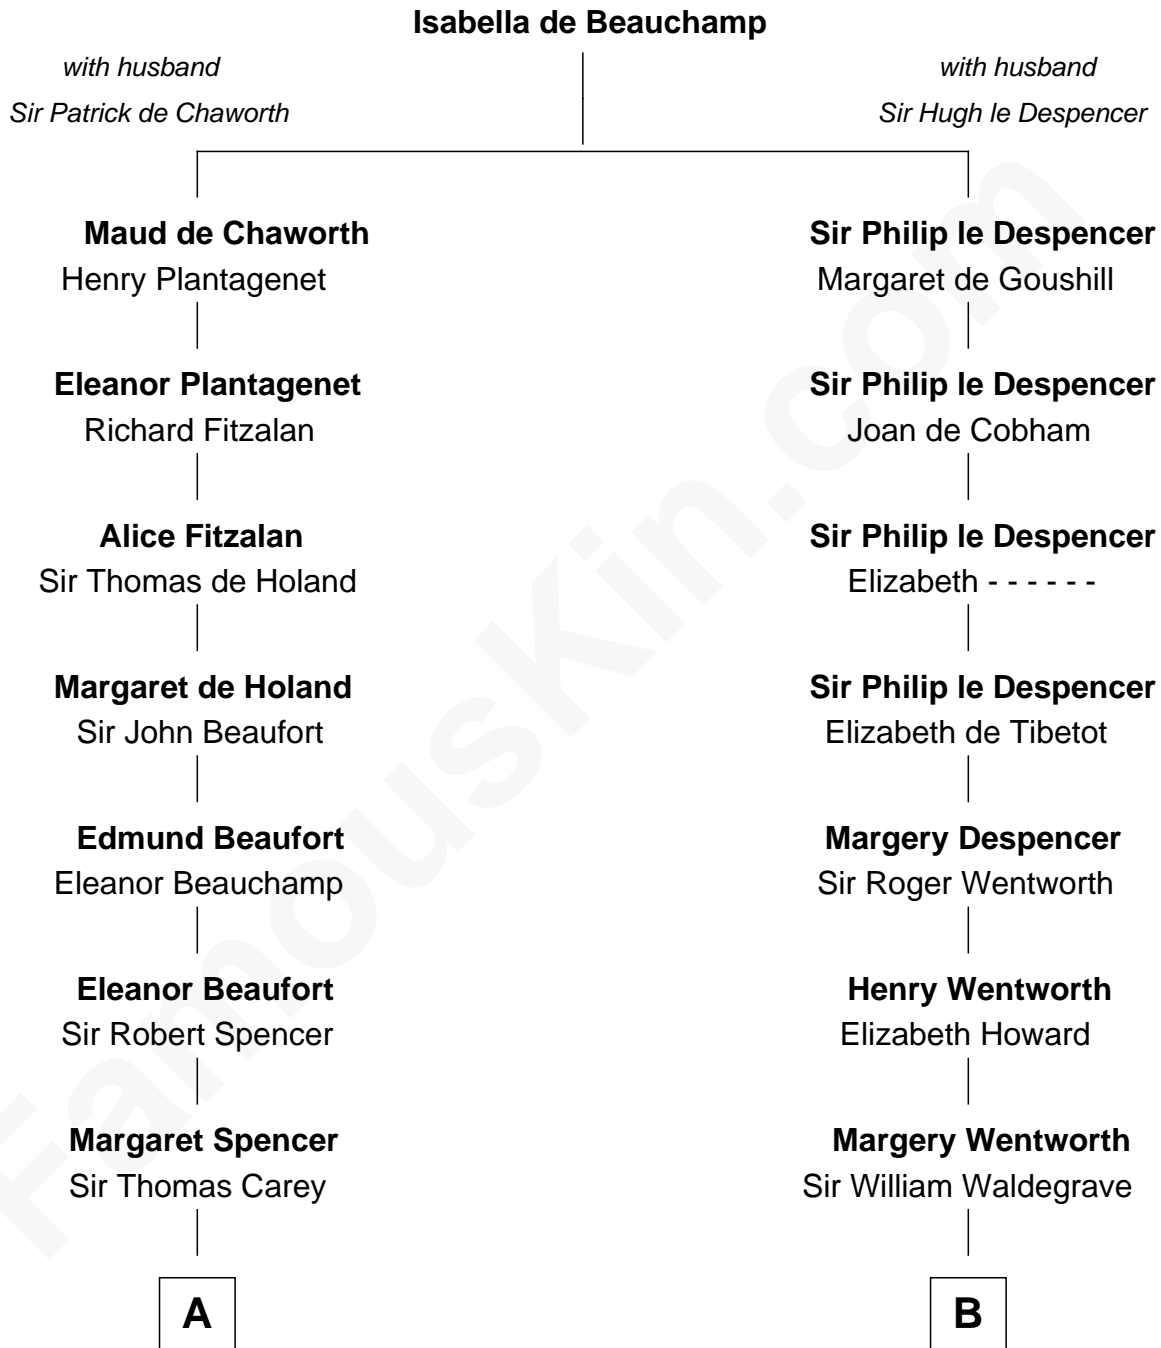 Isabella de Beauchamp
with husband
Sir Patrick de Chaworth
with husband
Sir Hugh le Despencer
Maud de Chaworth
Henry Plantagenet
Sir Philip le Despencer
Margaret de Goushill
Eleanor Plantagenet
Richard Fitzalan
Sir Philip le Despencer
Joan de Cobham
Alice Fitzalan
Sir Thomas de Holand
Sir Philip le Despencer
Elizabeth - - - - - -
Margaret de Holand
Sir John Beaufort
Sir Philip le Despencer
Elizabeth de Tibetot
Edmund Beaufort
Eleanor Beauchamp
Margery Despencer
Sir Roger Wentworth
Eleanor Beaufort
Sir Robert Spencer
Henry Wentworth
Elizabeth Howard
Margaret Spencer
Sir Thomas Carey
Margery Wentworth
Sir William Waldegrave
A
B
FamousKin.com